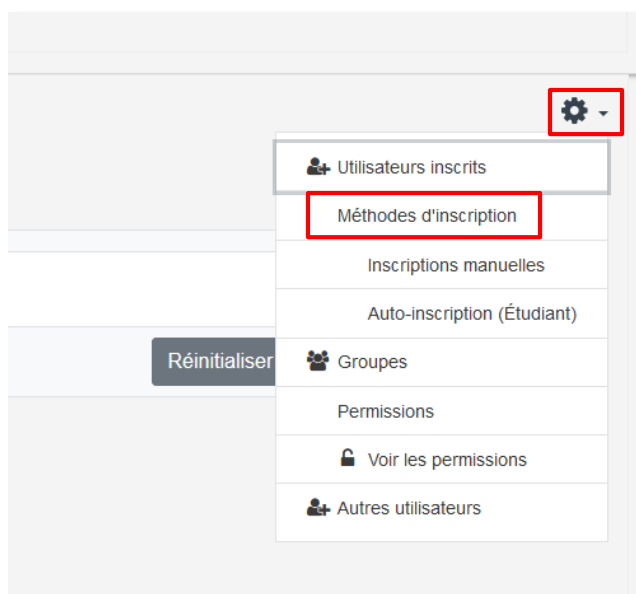 Utilisateurs inscrits
Méthodes d'inscription
Inscriptions manuelles
Auto-inscription (Étudiant)
Réinitialiser
Groupes
Permissions
Voir les permissions
Autres utilisateurs